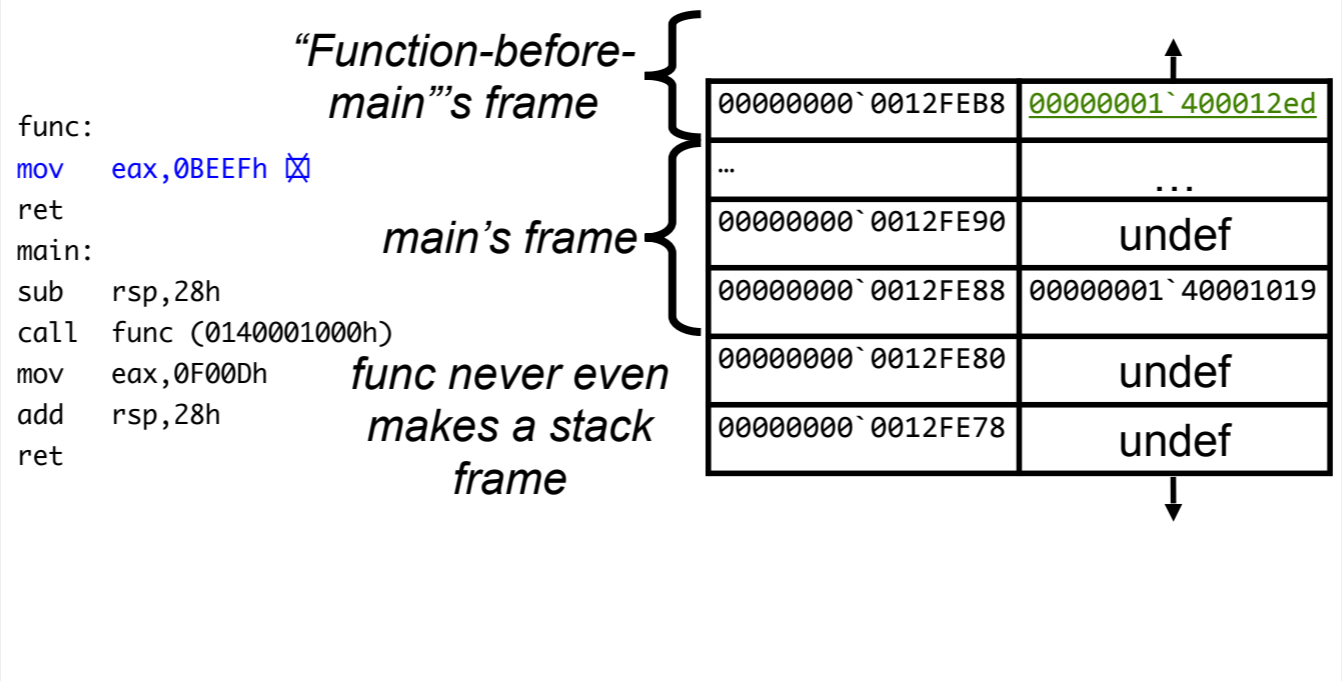 func:
mov eax,0BEEFh ☒
ret
main:
sub rsp,28h
call func (0140001000h)
mov eax,0F00Dh
add rsp,28h
ret
“Function-before-
main”’s frame
main’s frame
func never even
makes a stack
frame
00000000`0012FEB8 00000001`400012ed
… …
00000000`0012FE90 undef
00000000`0012FE88 00000001`40001019
00000000`0012FE80 undef
00000000`0012FE78 undef